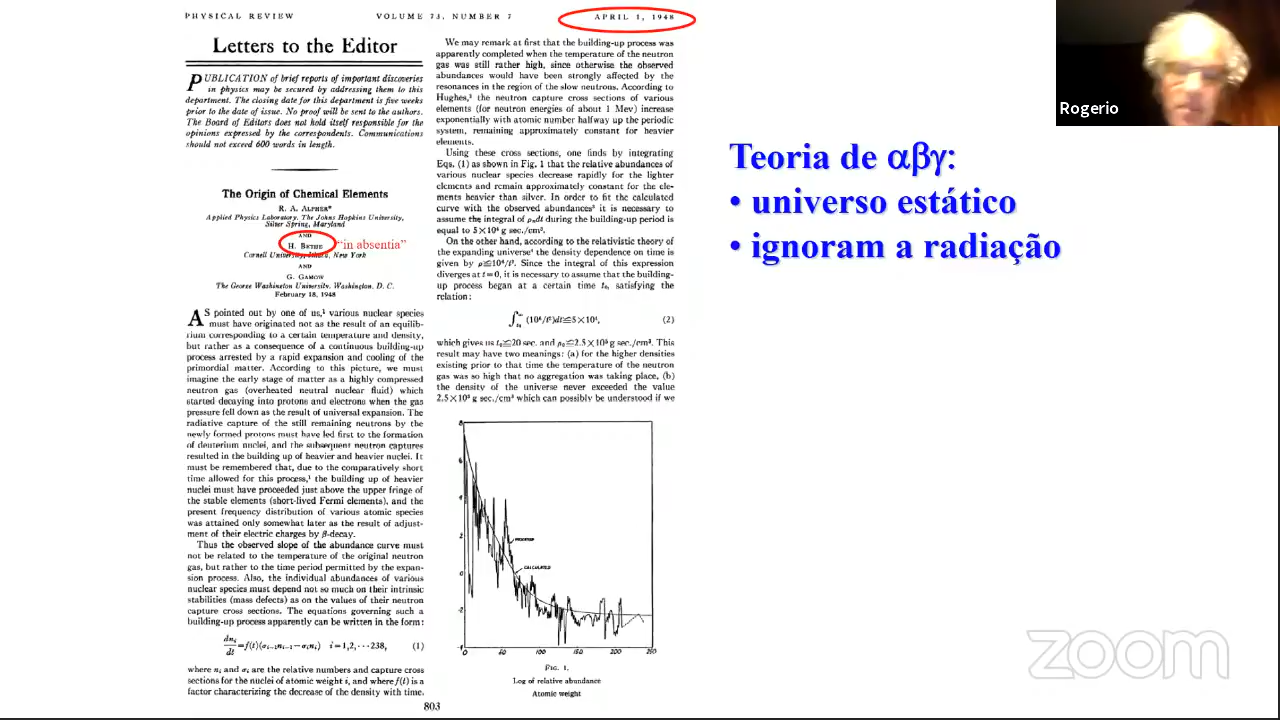 PHYSICAL REVIEW VOLUME 73, NUMBER 7 APRIL 1, 1948
Letters to the Editor
PUBLICATION of brief reports of important discoveries
in physics may be secured by addressing them to this
department. The closing date for this department is five weeks
prior to the date of issue. No proof will be sent to the authors.
The Board of Editors does not hold itself responsible for the
opinions expressed by the correspondents. Communications
should not exceed 600 words in length.
The Origin of Chemical Elements
R. A. ALPHER*
Applied Physics Laboratory, The Johns Hopkins University,
Silver Spring, Maryland
AND
H. BETHE "in absentia"
Cornell University, Ithaca, New York
AND
G. GAMOW
The George Washington University, Washington, D. C.
February 18, 1948
AS pointed out by one of us,¹ various nuclear species
must have originated not as the result of an equilib-
rium corresponding to a certain temperature and density,
but rather as a consequence of a continuous building-up
process arrested by a rapid expansion and cooling of the
primordial matter. According to this picture, we must
imagine the early stage of matter as a highly compressed
neutron gas (overheated neutral nuclear fluid) which
started decaying into protons and electrons when the gas
pressure fell down as the result of universal expansion. The
radiative capture of the still remaining neutrons by the
newly formed protons must have led first to the formation
of deuterium nuclei, and the subsequent neutron captures
resulted in the building up of heavier and heavier nuclei. It
must be remembered that, due to the comparatively short
time allowed for this process,¹ the building up of heavier
nuclei must have proceeded just above the upper fringe of
the stable elements (short-lived Fermi elements), and the
present frequency distribution of various atomic species
was attained only somewhat later as the result of adjust-
ment of their electric charges by β-decay.
Thus the observed slope of the abundance curve must
not be related to the temperature of the original neutron
gas, but rather to the time period permitted by the expan-
sion process. Also, the individual abundances of various
nuclear species must depend not so much on their intrinsic
stabilities (mass defects) as on the values of their neutron
capture cross sections. The equations governing such a
building-up process apparently can be written in the form:
dnᵢ/dt=f(t)(σᵢ₋₁nᵢ₋₁−σᵢnᵢ) i=1,2,···238, (1)
where nᵢ and σᵢ are the relative numbers and capture cross
sections for the nuclei of atomic weight i, and where f(t) is a
factor characterizing the decrease of the density with time.
We may remark at first that the building-up process was
apparently completed when the temperature of the neutron
gas was still rather high, since otherwise the observed
abundances would have been strongly affected by the
resonances in the region of the slow neutrons. According to
Hughes,² the neutron capture cross sections of various
elements (for neutron energies of about 1 Mev) increase
exponentially with atomic number halfway up the periodic
system, remaining approximately constant for heavier
elements.
Using these cross sections, one finds by integrating
Eqs. (1) as shown in Fig. 1 that the relative abundances of
various nuclear species decrease rapidly for the lighter
elements and remain approximately constant for the ele-
ments heavier than silver. In order to fit the calculated
curve with the observed abundances³ it is necessary to
assume the integral of ρₙdt during the building-up period is
equal to 5×10⁴ g sec./cm³.
On the other hand, according to the relativistic theory of
the expanding universe⁴ the density dependence on time is
given by ρ≅10⁶/t². Since the integral of this expression
diverges at t=0, it is necessary to assume that the building-
up process began at a certain time t₀, satisfying the
relation:
∫(10⁶/t²)dt≅5×10⁴, (2)
which gives us t₀≅20 sec. and ρ₀≅2.5×10⁵ g sec./cm³. This
result may have two meanings: (a) for the higher densities
existing prior to that time the temperature of the neutron
gas was so high that no aggregation was taking place, (b)
the density of the universe never exceeded the value
2.5×10⁵ g sec./cm³ which can possibly be understood if we
8
6
4
2
0
-2
-4
CALCULATED
0 50 100 150 200 250
FIG. 1.
Log of relative abundance
Atomic weight
803
Teoria de αβγ:
• universo estático
• ignoram a radiação
Rogerio
zoom